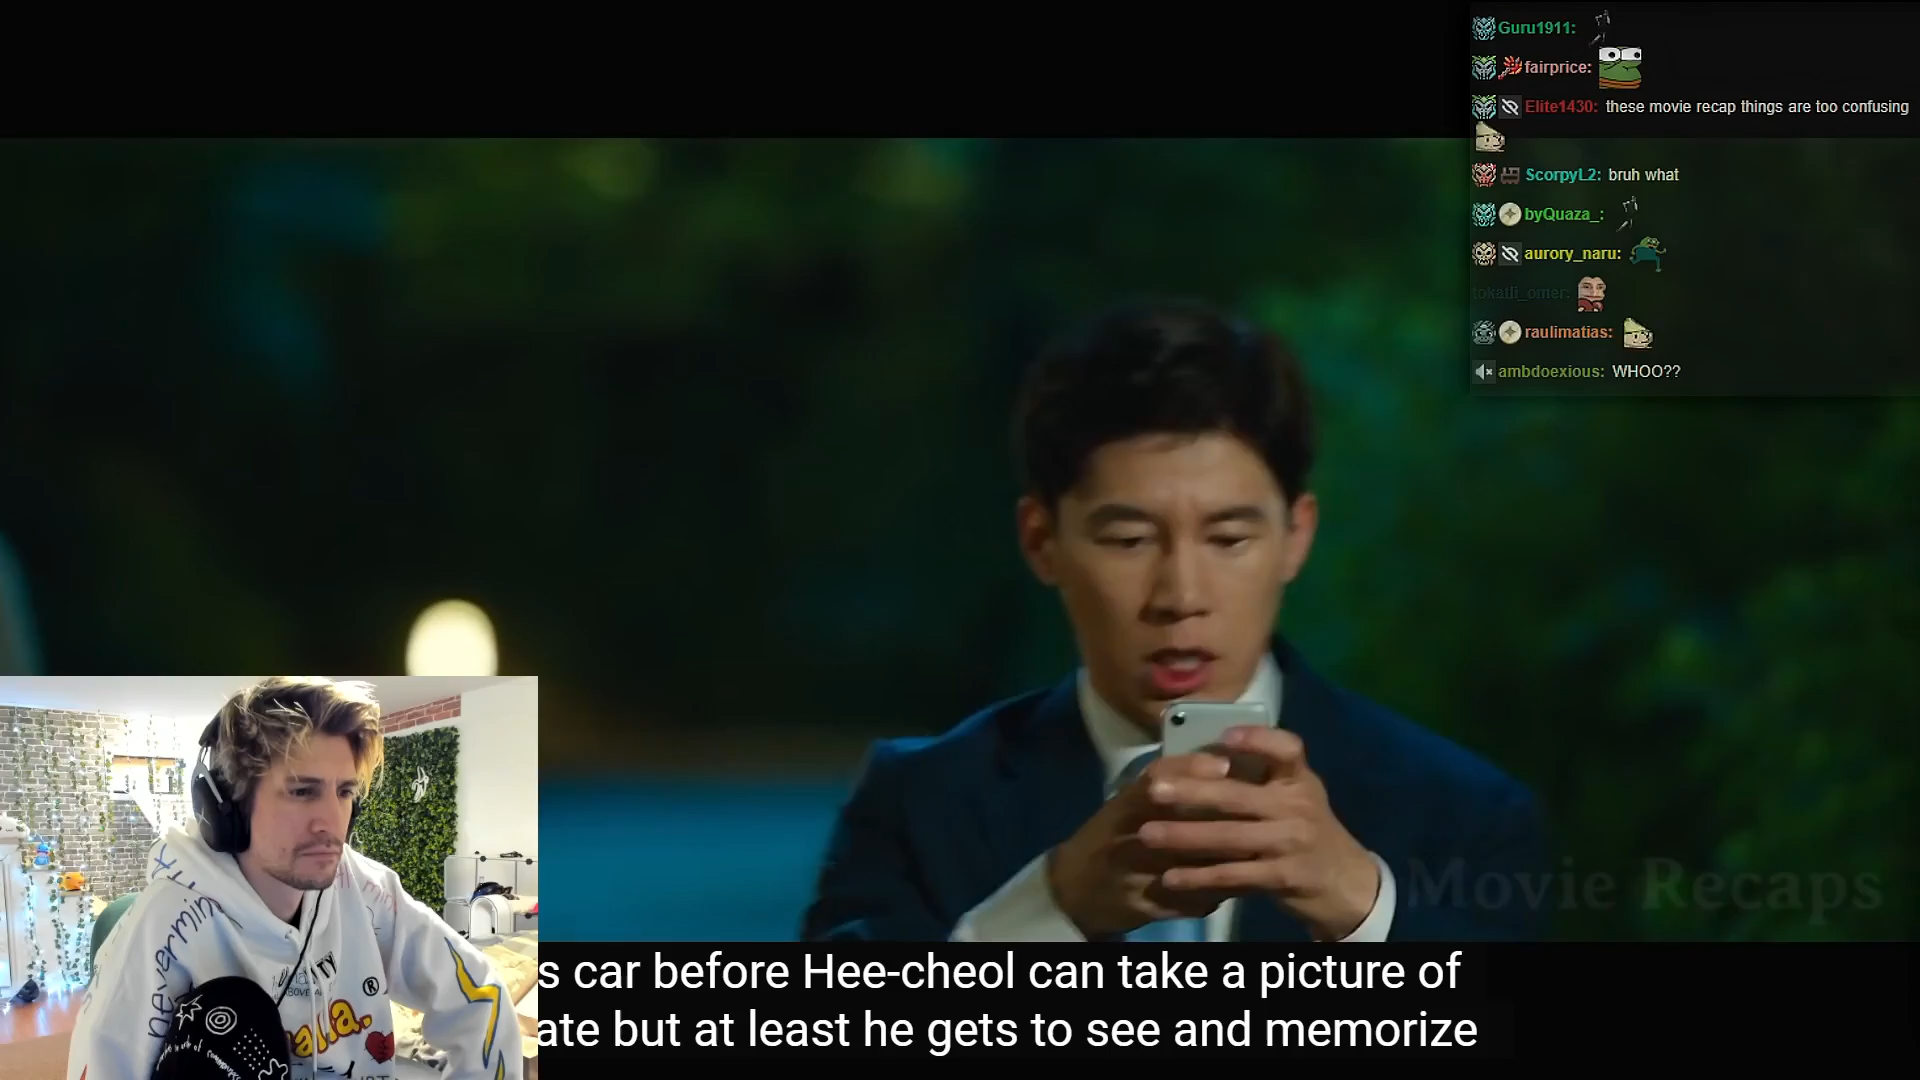 Guru1911:
fairprice:
Elite1430: these movie recap things are too confusing
ScorpyL2: bruh what
byQuaza_:
aurory_naru:
tokatli_omer:
raulimatias:
ambdoexious: WHOO??
Movie Recaps
s car before Hee-cheol can take a picture of
ate but at least he gets to see and memorize
nevermind